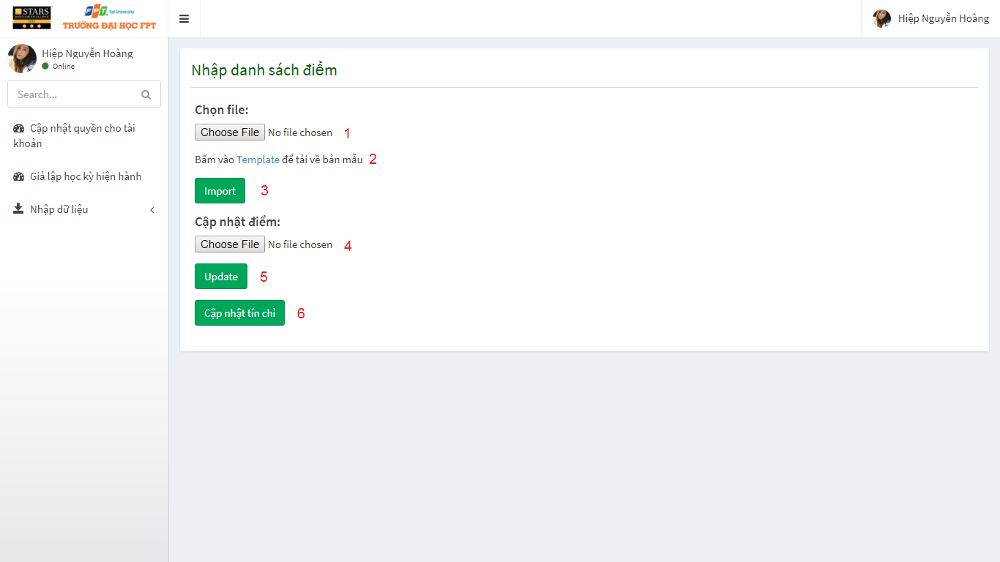 STARS
RATED FOR EXCELLENCE
FPT Fpt University
TRƯỜNG ĐẠI HỌC FPT
Hiệp Nguyễn Hoàng
Hiệp Nguyễn Hoàng
Online
Search...
Cập nhật quyền cho tài
khoản
Giả lập học kỳ hiện hành
Nhập dữ liệu
Nhập danh sách điểm
Chọn file:
Choose File No file chosen 1
Bấm vào Template để tải về bản mẫu 2
Import 3
Cập nhật điểm:
Choose File No file chosen 4
Update 5
Cập nhật tín chỉ 6